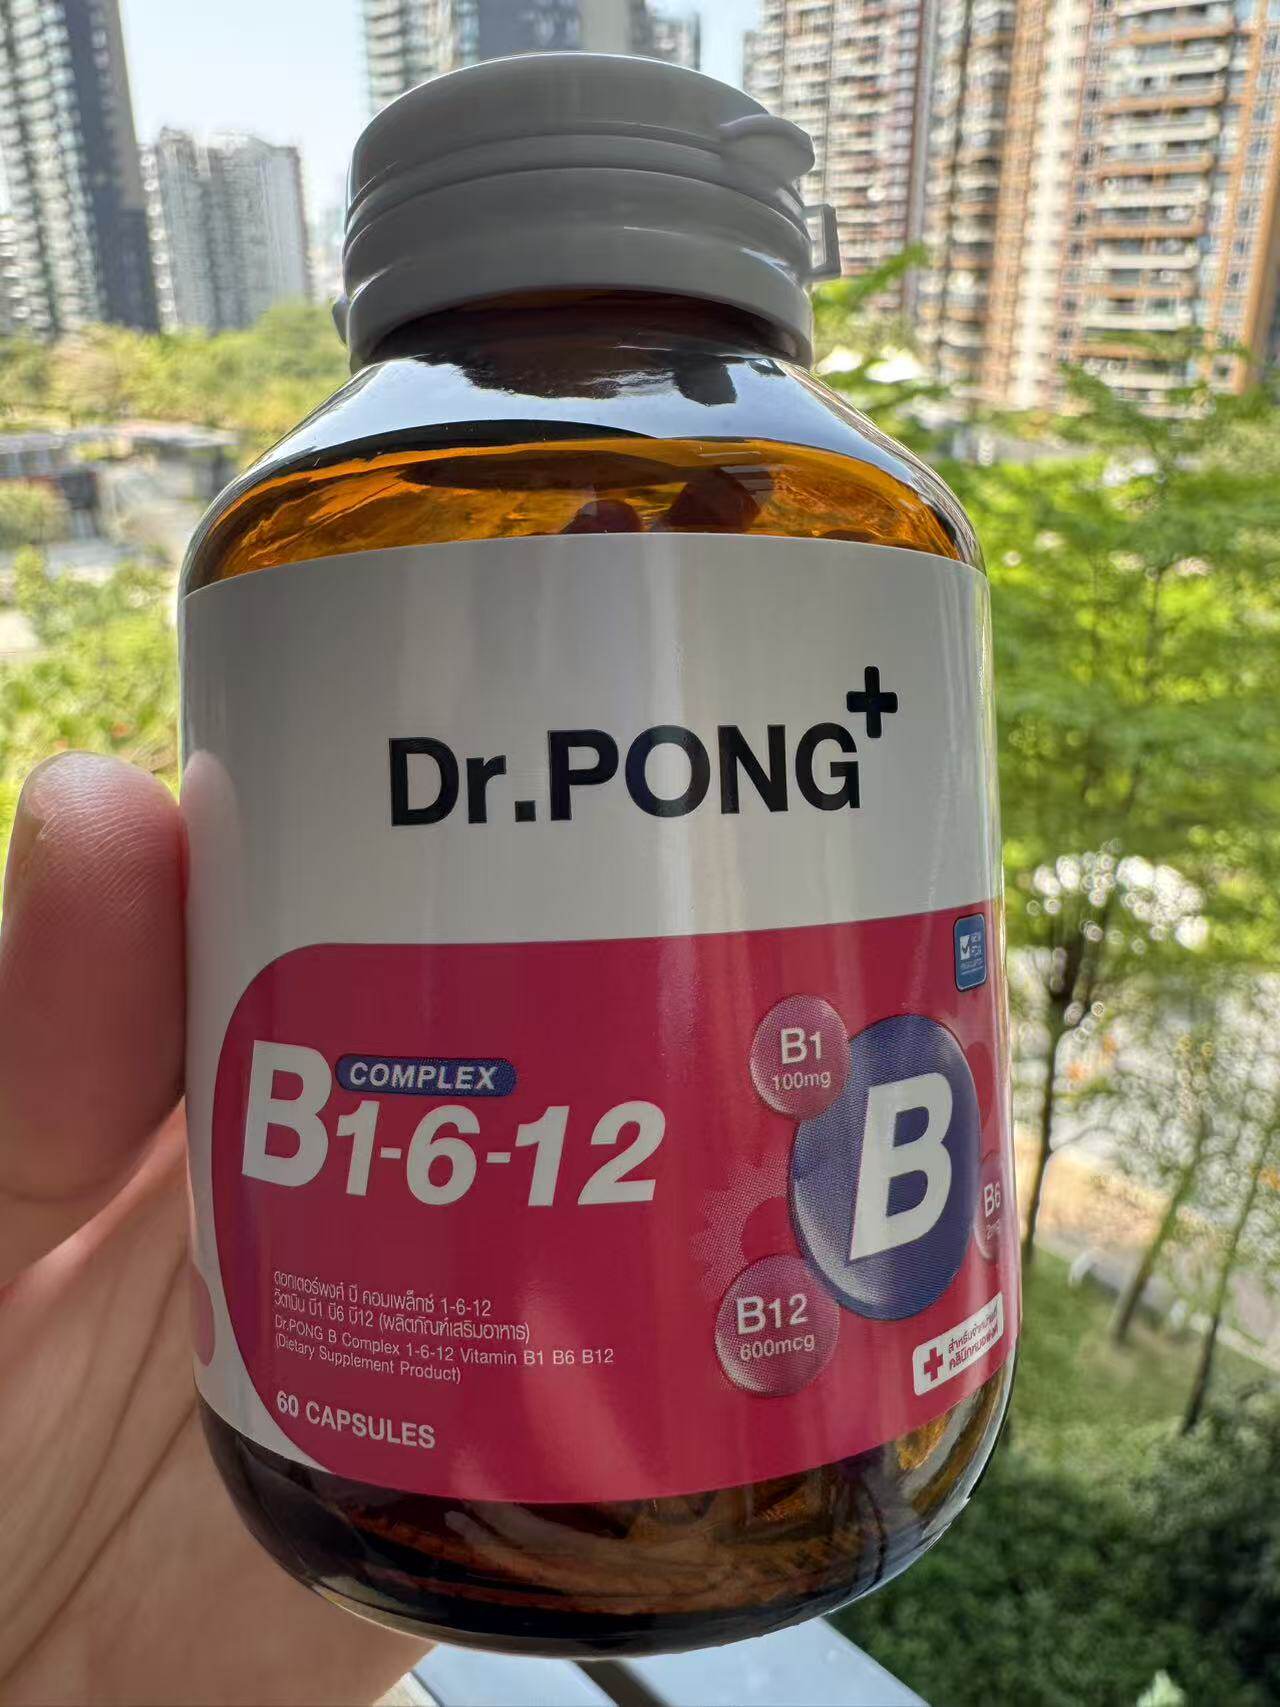 Dr.PONG+
COMPLEX
B1-6-12
B1
100mg
B
B6
2mg
B12
600mcg
ดอกเตอร์พงศ์ บี คอมเพล็กซ์ 1-6-12
วิตามิน บี1 บี6 บี12 (ผลิตภัณฑ์เสริมอาหาร)
Dr.PONG B Complex 1-6-12 Vitamin B1 B6 B12
(Dietary Supplement Product)
60 CAPSULES